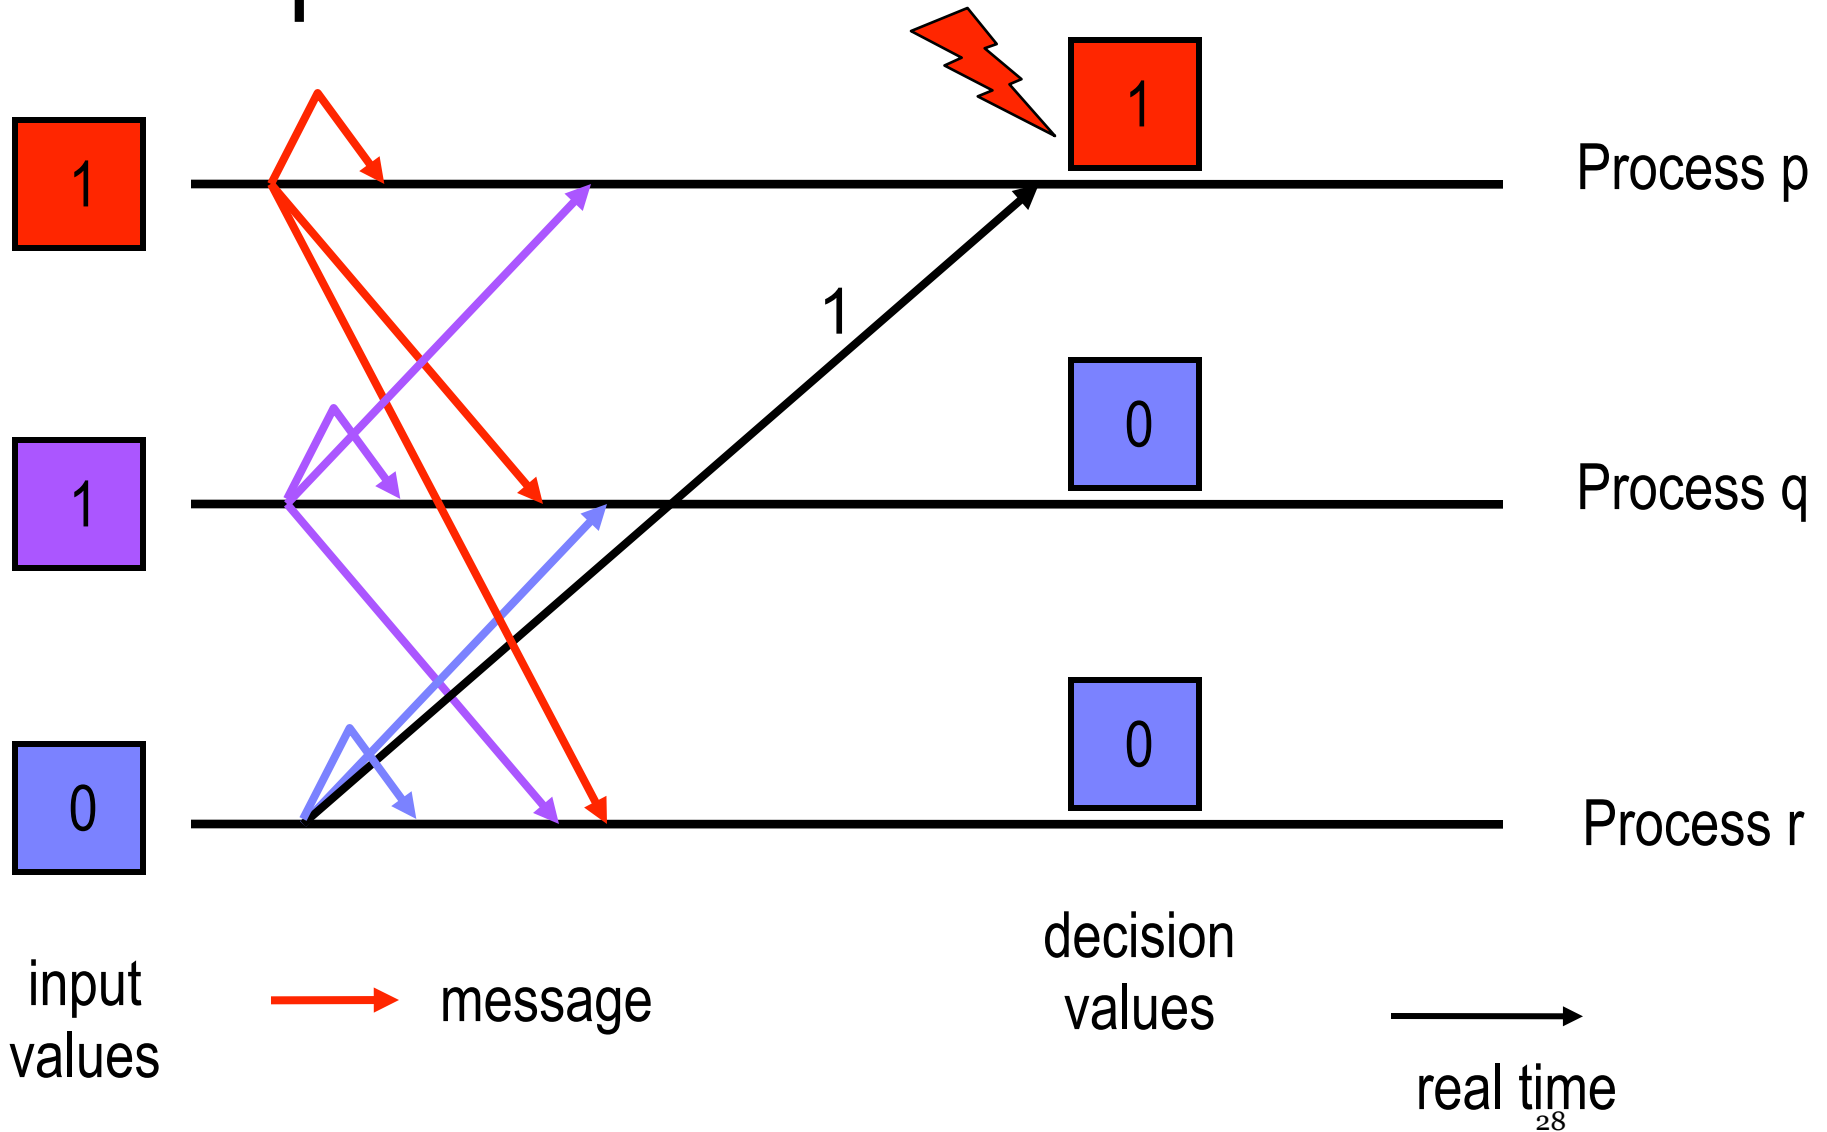 1
1
Process p
1
0
1
Process q
0
0
Process r
input
values
message
decision
values
real time
28